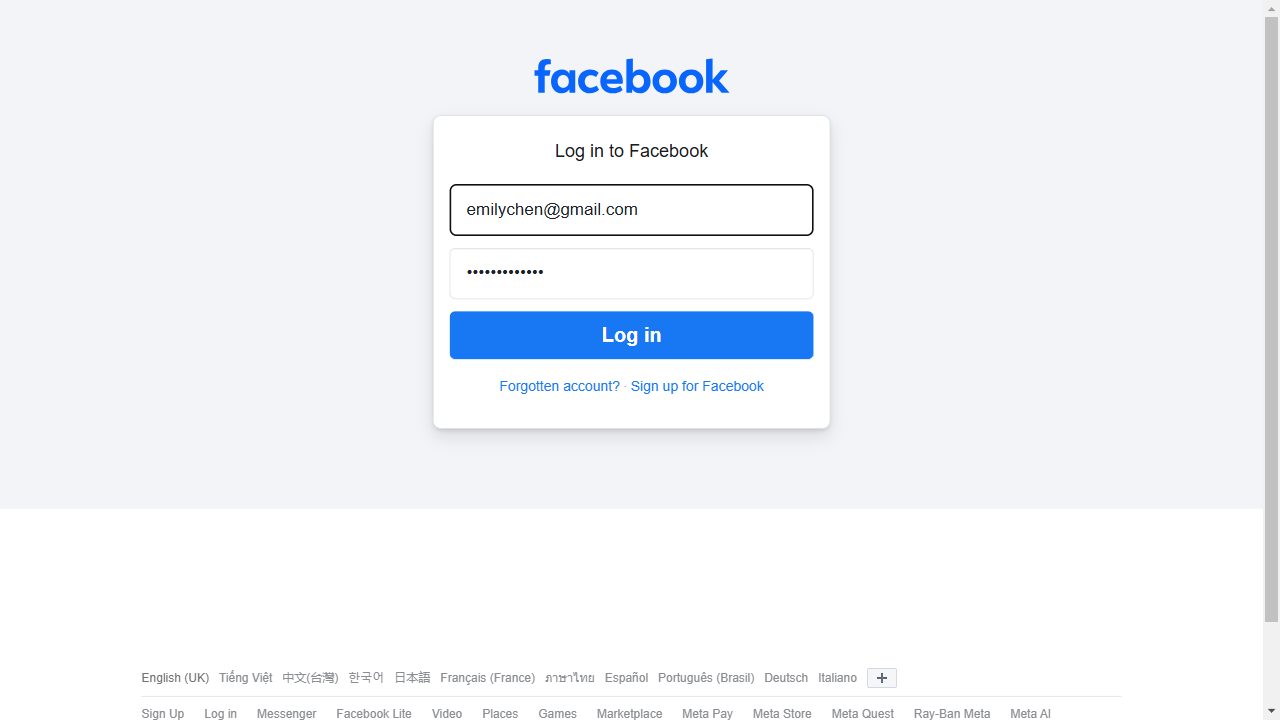 facebook
Log in to Facebook
emilychen@gmail.com
•••••••••••••
Log in
Forgotten account? · Sign up for Facebook
English (UK) Tiếng Việt 中文(台灣) 한국어 日本語 Français (France) ภาษาไทย Español Português (Brasil) Deutsch Italiano
Sign Up Log in Messenger Facebook Lite Video Places Games Marketplace Meta Pay Meta Store Meta Quest Ray-Ban Meta Meta AI